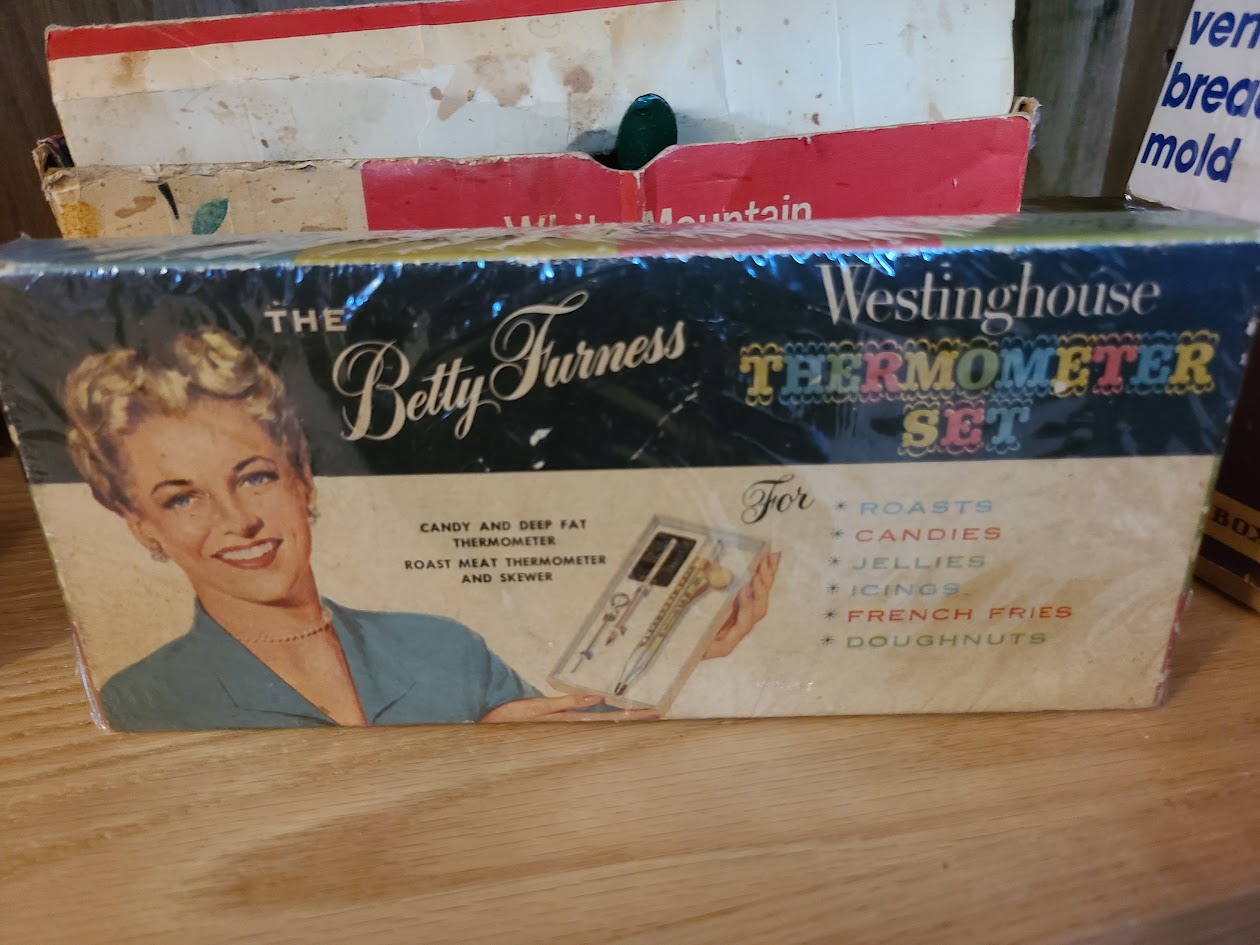 ven
brea
mold
White Mountain
THE
Betty Furness
Westinghouse
THERMOMETER
SET
CANDY AND DEEP FAT
THERMOMETER
ROAST MEAT THERMOMETER
AND SKEWER
For
* ROASTS
* CANDIES
* JELLIES
* ICINGS
* FRENCH FRIES
* DOUGHNUTS
BOX